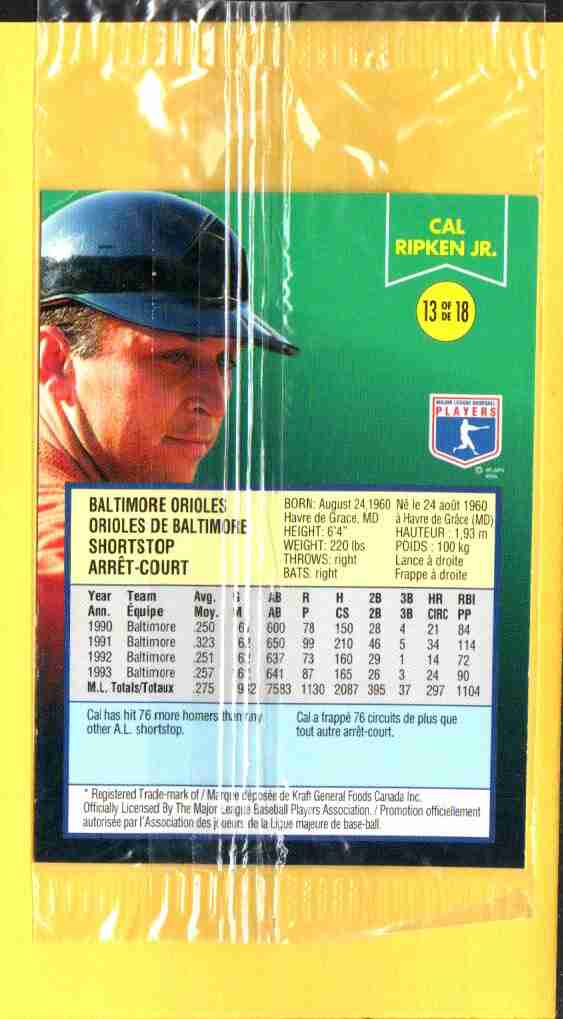 CAL
RIPKEN JR.
13 OF DE 18
MAJOR LEAGUE BASEBALL
PLAYERS
BALTIMORE ORIOLES
ORIOLES DE BALTIMORE
SHORTSTOP
ARRÊT-COURT
BORN: August 24,1960
Havre de Grace, MD
HEIGHT: 6'4"
WEIGHT: 220 lbs
THROWS: right
BATS: right
Né le 24 août 1960
à Havre de Grâce (MD)
HAUTEUR : 1,93 m
POIDS : 100 kg
Lance à droite
Frappe à droite
Year Team Avg. G AB R H 2B 3B HR RBI
Ann. Équipe Moy. M AB P CS 2B 3B CIRC PP
1990 Baltimore .250 600 78 150 28 4 21 84
1991 Baltimore .323 650 99 210 46 5 34 114
1992 Baltimore .251 637 73 160 29 1 14 72
1993 Baltimore .257 641 87 165 26 3 24 90
M.L. Totals/Totaux .275 7583 1130 2087 395 37 297 1104
Cal has hit 76 more homers than any
other A.L. shortstop.
Cal a frappé 76 circuits de plus que
tout autre arrêt-court.
* Registered Trade-mark of / Marque déposée de Kraft General Foods Canada Inc.
Officially Licensed By The Major League Baseball Players Association. / Promotion officiellement
autorisée par l'Association des joueurs de la Ligue majeure de base-ball.